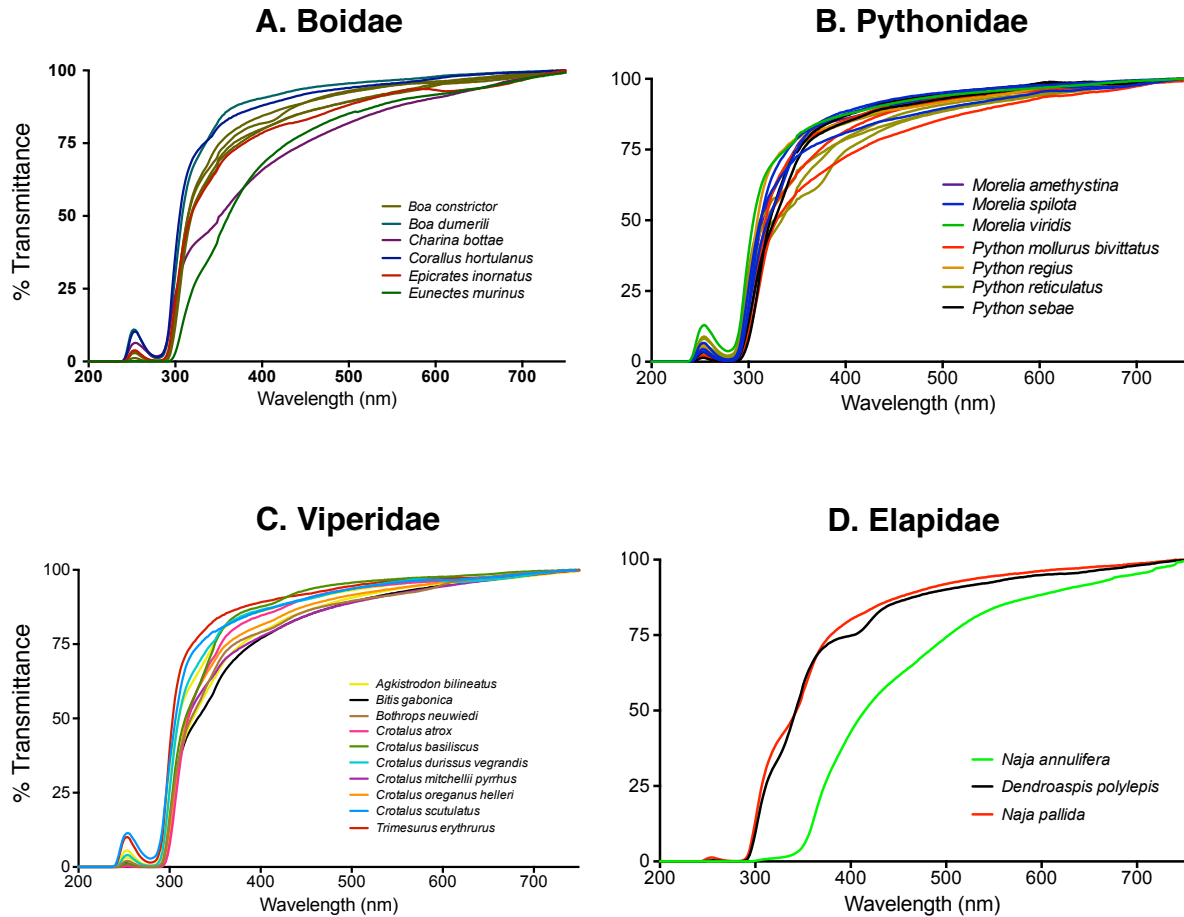 A. Boidae
100
75
50
25
0
% Transmittance
200 300 400 500 600 700
Wavelength (nm)
Boa constrictor
Boa dumerili
Charina bottae
Corallus hortulanus
Epicrates inornatus
Eunectes murinus
B. Pythonidae
100
75
50
25
0
200 300 400 500 600 700
Wavelength (nm)
Morelia amethystina
Morelia spilota
Morelia viridis
Python mollurus bivittatus
Python regius
Python reticulatus
Python sebae
C. Viperidae
100
75
50
25
0
% Transmittance
200 300 400 500 600 700
Wavelength (nm)
Agkistrodon bilineatus
Bitis gabonica
Bothrops neuwiedi
Crotalus atrox
Crotalus basiliscus
Crotalus durissus vegrandis
Crotalus mitchellii pyrrhus
Crotalus oreganus helleri
Crotalus scutulatus
Trimesurus erythrurus
D. Elapidae
100
75
50
25
0
200 300 400 500 600 700
Wavelength (nm)
Naja annulifera
Dendroaspis polylepis
Naja pallida